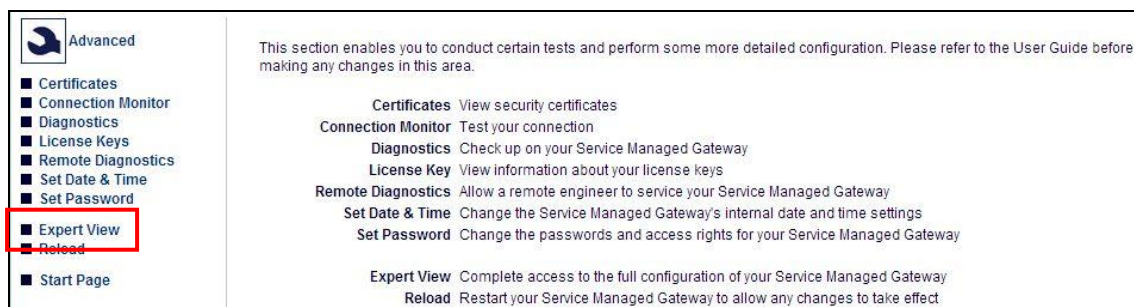 Advanced
Certificates
Connection Monitor
Diagnostics
License Keys
Remote Diagnostics
Set Date & Time
Set Password
Expert View
Reload
Start Page
This section enables you to conduct certain tests and perform some more detailed configuration. Please refer to the User Guide before
making any changes in this area.
Certificates View security certificates
Connection Monitor Test your connection
Diagnostics Check up on your Service Managed Gateway
License Key View information about your license keys
Remote Diagnostics Allow a remote engineer to service your Service Managed Gateway
Set Date & Time Change the Service Managed Gateway's internal date and time settings
Set Password Change the passwords and access rights for your Service Managed Gateway
Expert View Complete access to the full configuration of your Service Managed Gateway
Reload Restart your Service Managed Gateway to allow any changes to take effect